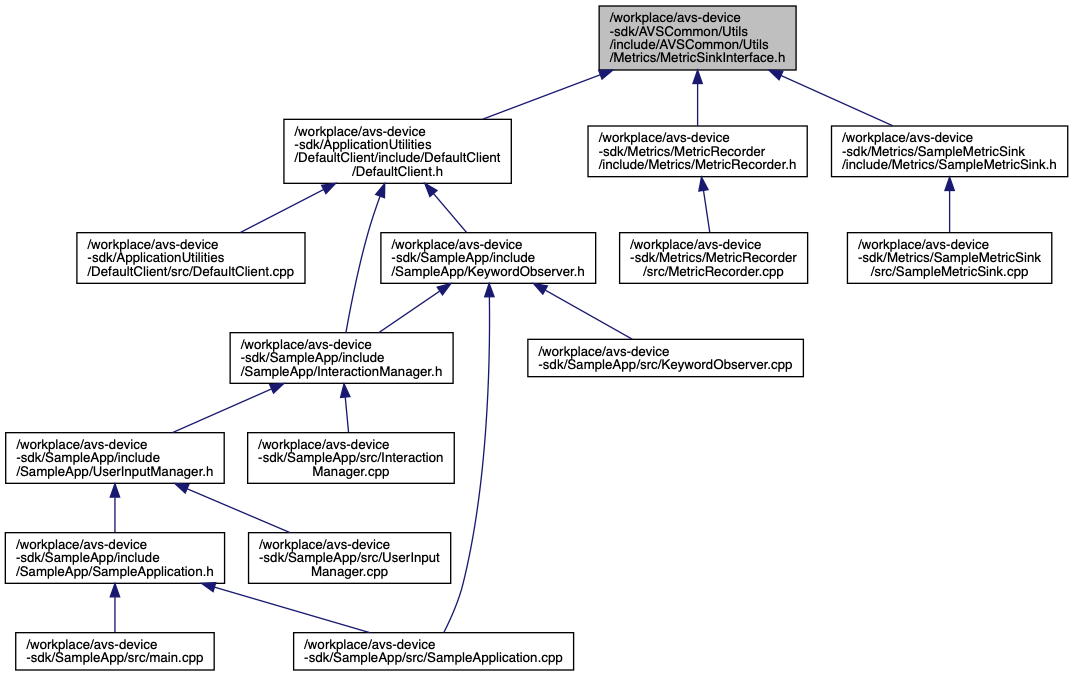 /workplace/avs-device
-sdk/AVSCommon/Utils
/include/AVSCommon/Utils
/Metrics/MetricSinkInterface.h
/workplace/avs-device
-sdk/ApplicationUtilities
/DefaultClient/include/DefaultClient
/DefaultClient.h
/workplace/avs-device
-sdk/Metrics/MetricRecorder
/include/Metrics/MetricRecorder.h
/workplace/avs-device
-sdk/Metrics/SampleMetricSink
/include/Metrics/SampleMetricSink.h
/workplace/avs-device
-sdk/ApplicationUtilities
/DefaultClient/src/DefaultClient.cpp
/workplace/avs-device
-sdk/SampleApp/include
/SampleApp/KeywordObserver.h
/workplace/avs-device
-sdk/Metrics/MetricRecorder
/src/MetricRecorder.cpp
/workplace/avs-device
-sdk/Metrics/SampleMetricSink
/src/SampleMetricSink.cpp
/workplace/avs-device
-sdk/SampleApp/include
/SampleApp/InteractionManager.h
/workplace/avs-device
-sdk/SampleApp/src/KeywordObserver.cpp
/workplace/avs-device
-sdk/SampleApp/include
/SampleApp/UserInputManager.h
/workplace/avs-device
-sdk/SampleApp/src/Interaction
Manager.cpp
/workplace/avs-device
-sdk/SampleApp/include
/SampleApp/SampleApplication.h
/workplace/avs-device
-sdk/SampleApp/src/UserInput
Manager.cpp
/workplace/avs-device
-sdk/SampleApp/src/main.cpp
/workplace/avs-device
-sdk/SampleApp/src/SampleApplication.cpp